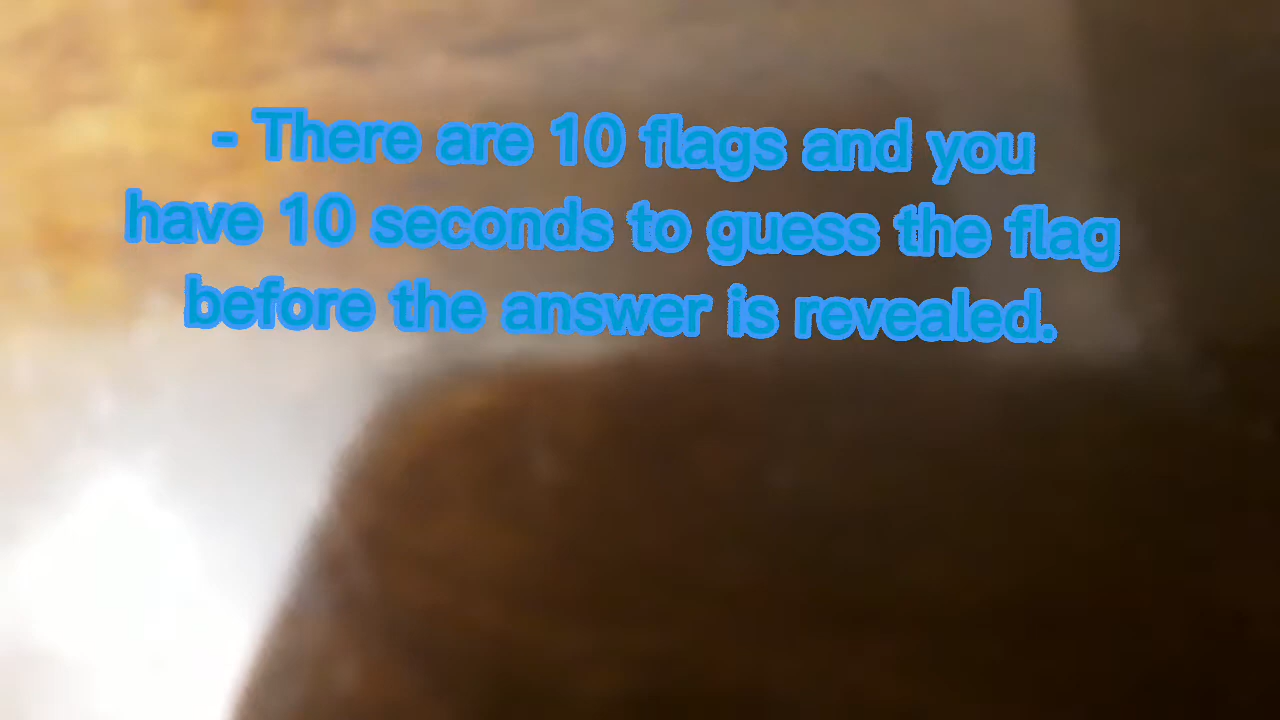 - There are 10 flags and you
have 10 seconds to guess the flag
before the answer is revealed.